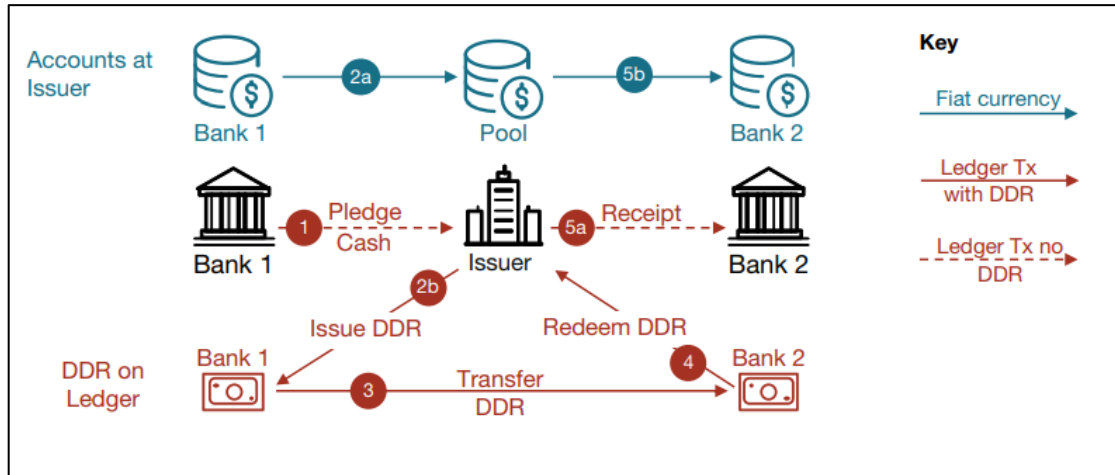 Accounts at
Issuer
2a
5b
$
$
$
Bank 1
Pool
Bank 2
1
Pledge
Cash
5a
Receipt
Bank 1
Issuer
Bank 2
2b
Issue DDR
Redeem DDR
4
DDR on
Ledger
Bank 1
3
Transfer
DDR
Bank 2
Key
Fiat currency
Ledger Tx
with DDR
Ledger Tx no
DDR